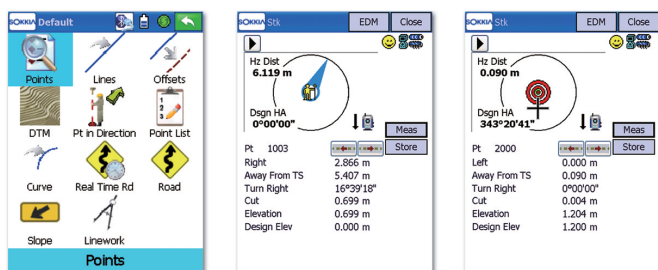 SOKKIA Default
Points
Lines
Offsets
DTM
Pt in Direction
Point List
Curve
Real Time Rd
Road
Slope
Linework
Points
SOKKIA Stk
EDM
Close
Hz Dist
6.119 m
Dsgn HA
0°00'00"
Meas
Store
Pt 1003
Right 2.866 m
Away From TS 5.407 m
Turn Right 16°39'18"
Cut 0.699 m
Elevation 0.699 m
Design Elev 0.000 m
SOKKIA Stk
EDM
Close
Hz Dist
0.090 m
Dsgn HA
343°20'41"
Meas
Store
Pt 2000
Left 0.000 m
Away From TS 0.090 m
Turn Right 0°00'00"
Cut 0.004 m
Elevation 1.204 m
Design Elev 1.200 m